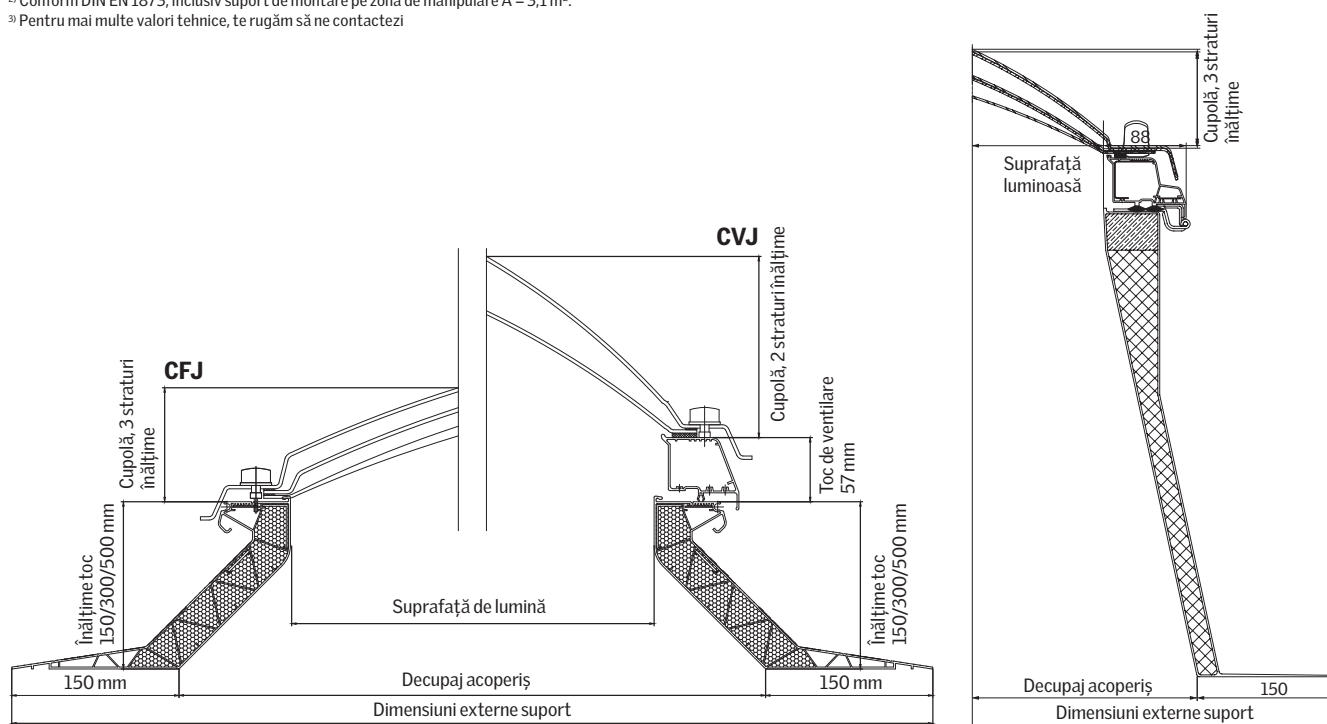 ²⁾ Conform DIN EN 1873, inclusiv suport de montare pe zona de manipulare A = 3,1 m².
³⁾ Pentru mai multe valori tehnice, te rugăm să ne contactezi
CFJ
Cupolă, 3 straturi
înălțime
Înălțime toc
150/300/500 mm
CVJ
Cupolă, 2 straturi înălțime
Toc de ventilare
57 mm
Înălțime toc
150/300/500 mm
Suprafață de lumină
150 mm
Decupaj acoperiș
150 mm
Dimensiuni externe suport
Cupolă, 3 straturi
înălțime
88
Suprafață
luminoasă
Decupaj acoperiș
150
Dimensiuni externe suport